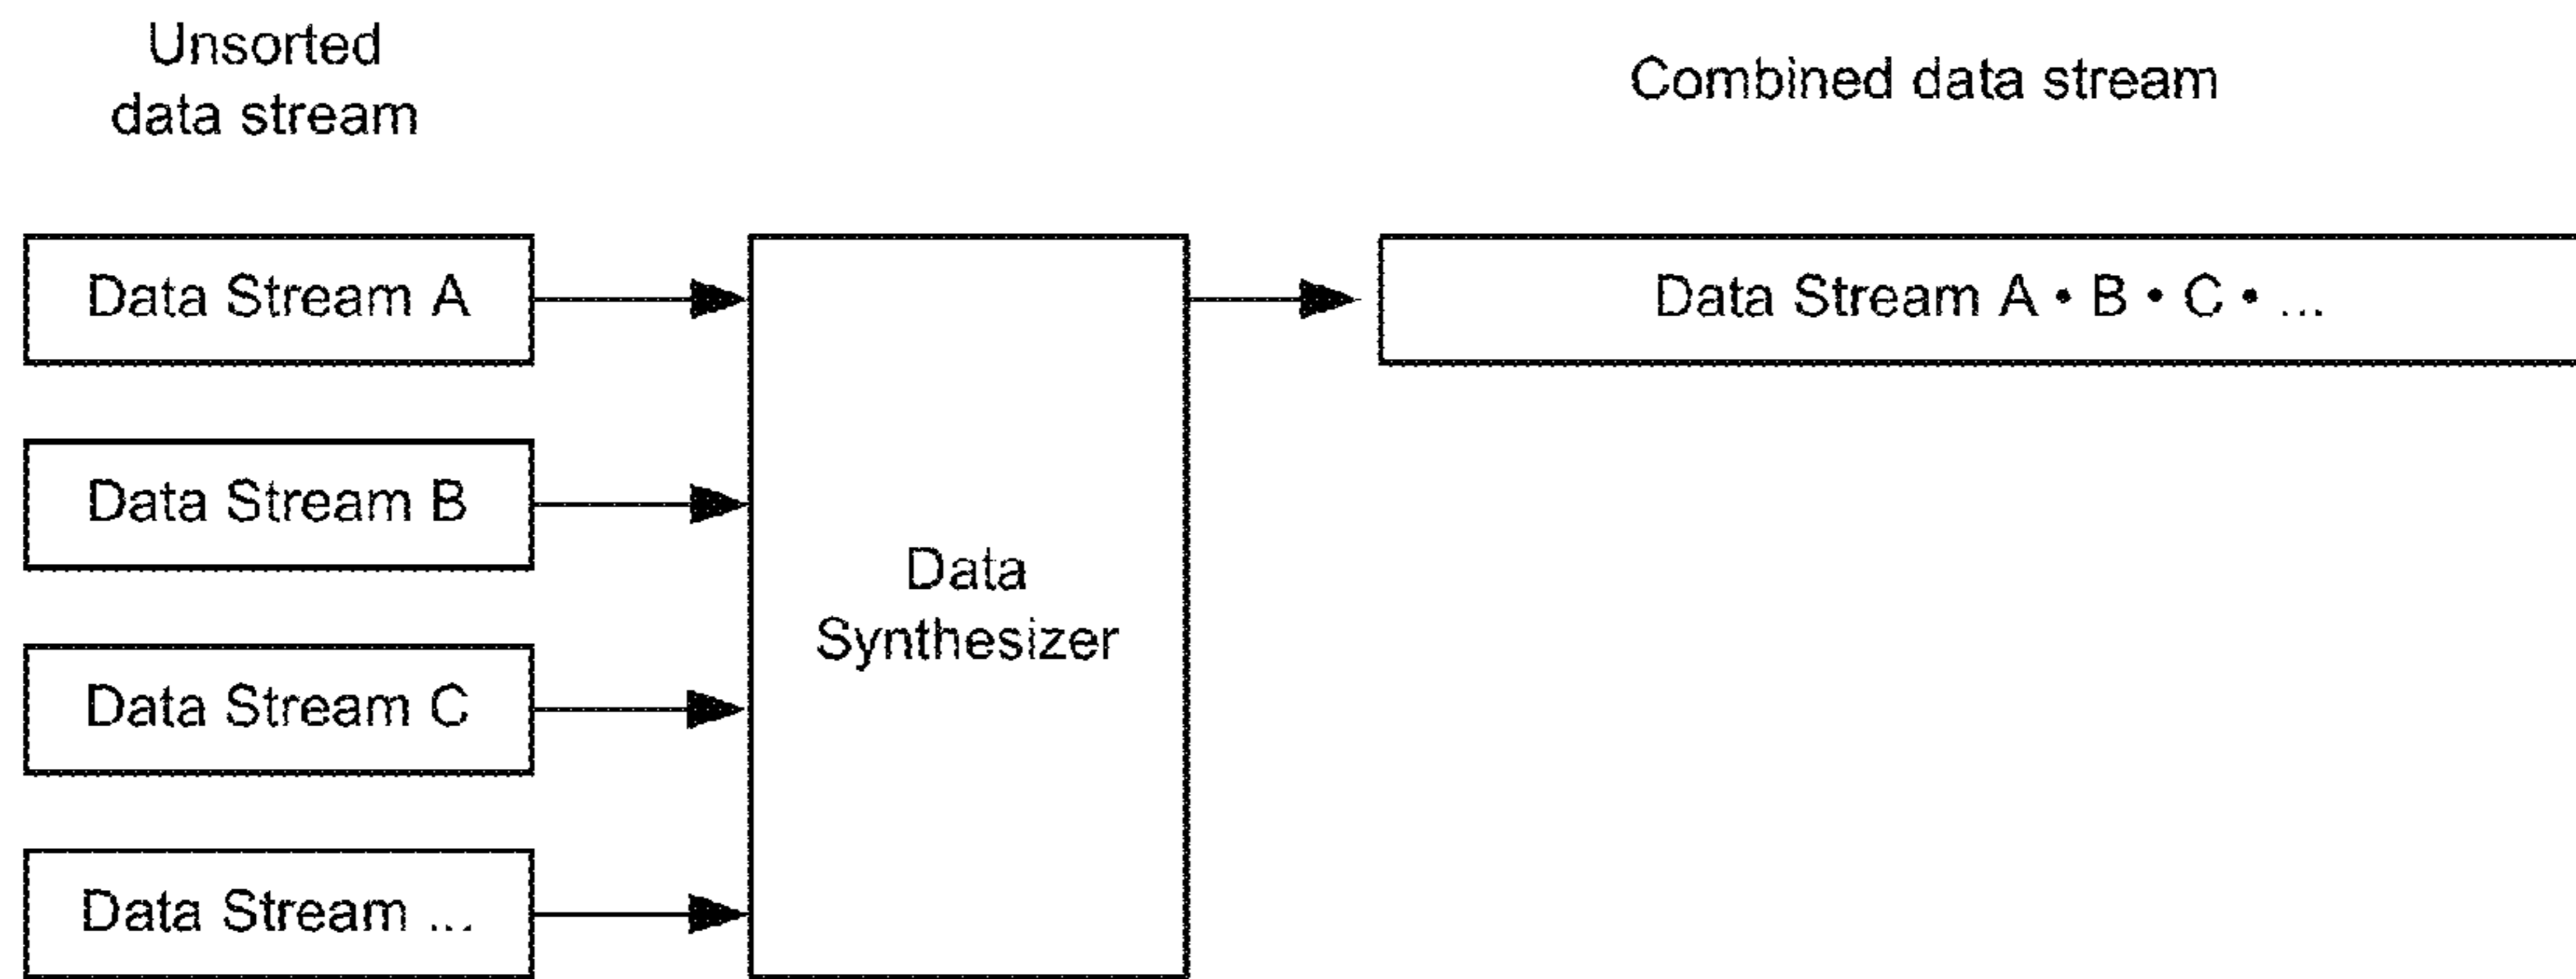 Unsorted
data stream
Combined data stream
Data Stream A
Data Stream A • B • C • ...
Data Stream B
Data
Synthesizer
Data Stream C
Data Stream ...